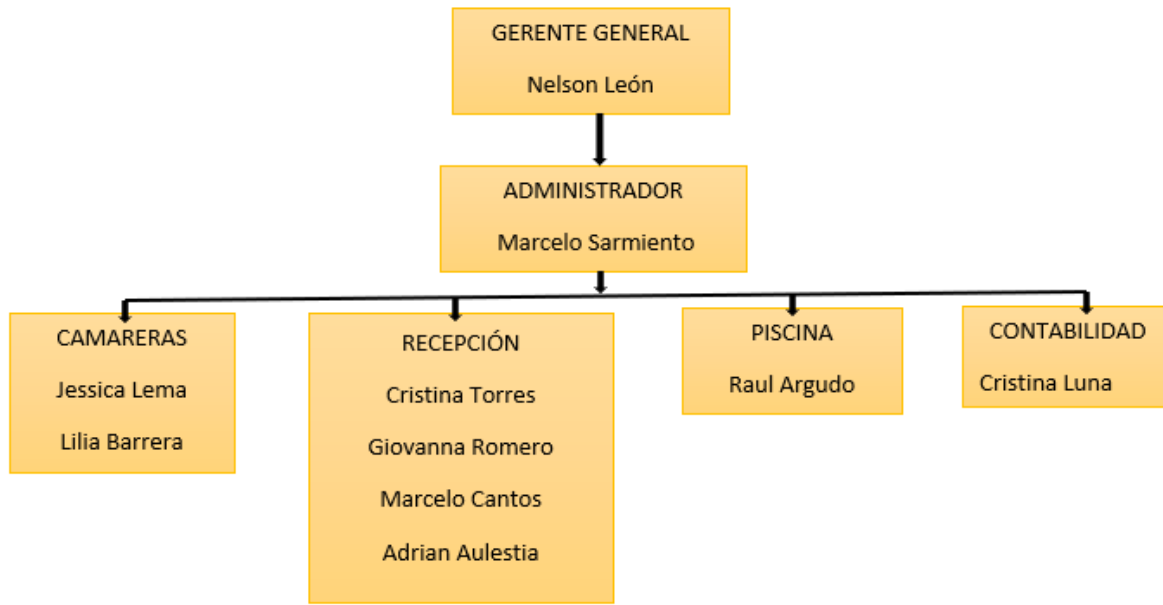 GERENTE GENERAL
Nelson León
ADMINISTRADOR
Marcelo Sarmiento
CAMARERAS
Jessica Lema
Lilia Barrera
RECEPCIÓN
Cristina Torres
Giovanna Romero
Marcelo Cantos
Adrian Aulestia
PISCINA
Raul Argudo
CONTABILIDAD
Cristina Luna